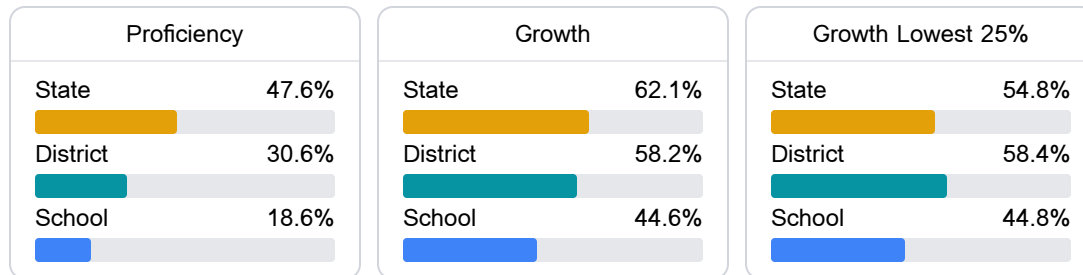 Proficiency
State 47.6%
District 30.6%
School 18.6%
Growth
State 62.1%
District 58.2%
School 44.6%
Growth Lowest 25%
State 54.8%
District 58.4%
School 44.8%